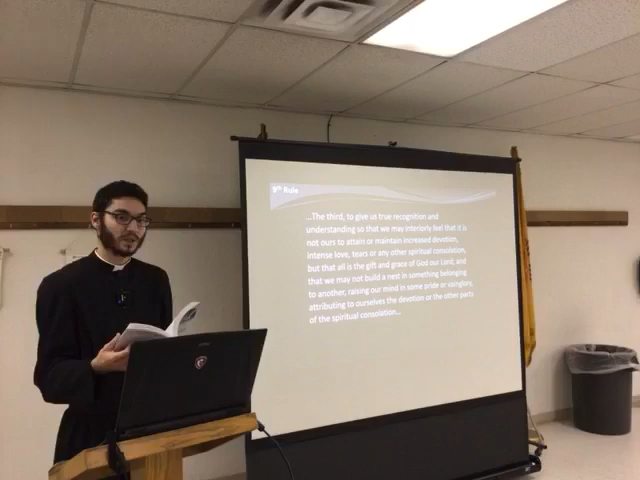 9th Rule
...The third, to give us true recognition and
understanding so that we may interiorly feel that it is
not ours to attain or maintain increased devotion,
intense love, tears or any other spiritual consolation,
but that all is the gift and grace of God our Lord; and
that we may not build a nest in something belonging
to another, raising our mind in some pride or vainglory,
attributing to ourselves the devotion or the other parts
of the spiritual consolation...